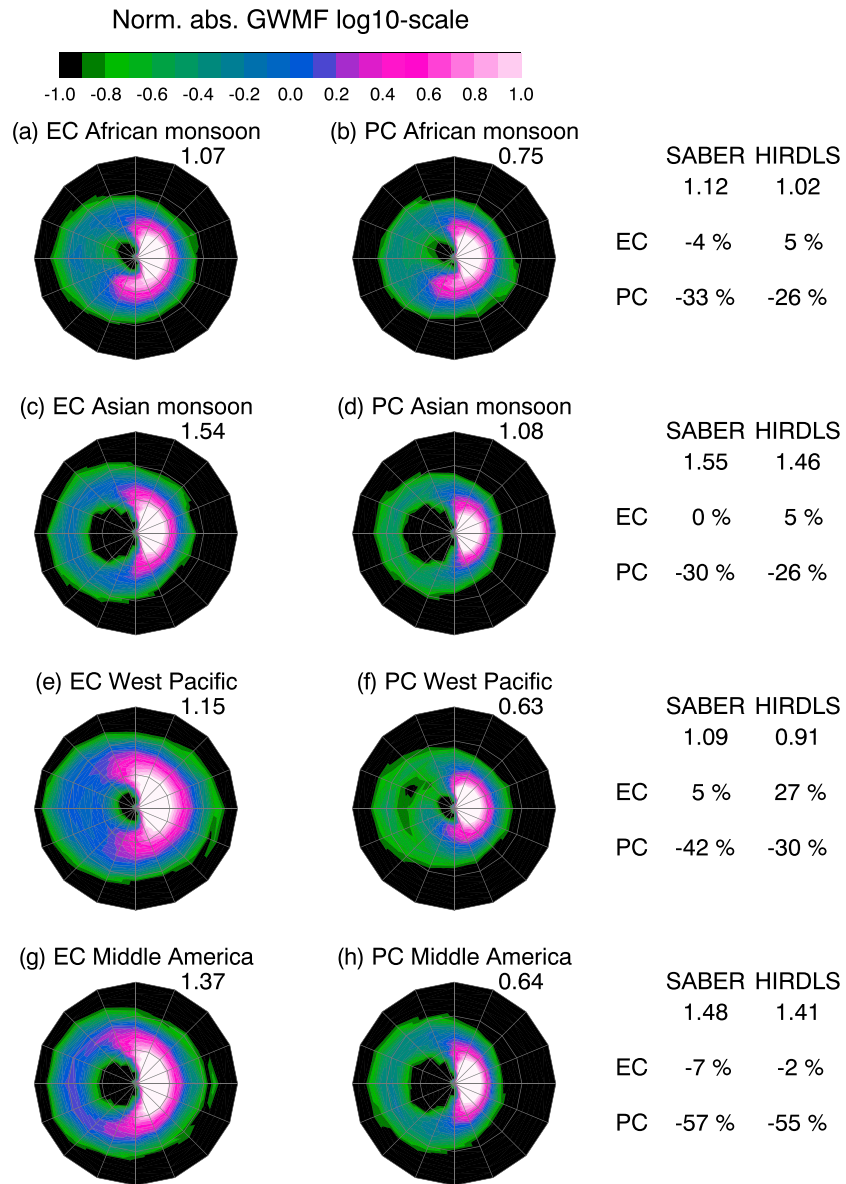 Norm. abs. GWMF log10-scale
-1.0 -0.8 -0.6 -0.4 -0.2 0.0 0.2 0.4 0.6 0.8 1.0
(a) EC African monsoon
1.07
(b) PC African monsoon
0.75
SABER HIRDLS
1.12 1.02
EC -4 % 5 %
PC -33 % -26 %
(c) EC Asian monsoon
1.54
(d) PC Asian monsoon
1.08
SABER HIRDLS
1.55 1.46
EC 0 % 5 %
PC -30 % -26 %
(e) EC West Pacific
1.15
(f) PC West Pacific
0.63
SABER HIRDLS
1.09 0.91
EC 5 % 27 %
PC -42 % -30 %
(g) EC Middle America
1.37
(h) PC Middle America
0.64
SABER HIRDLS
1.48 1.41
EC -7 % -2 %
PC -57 % -55 %